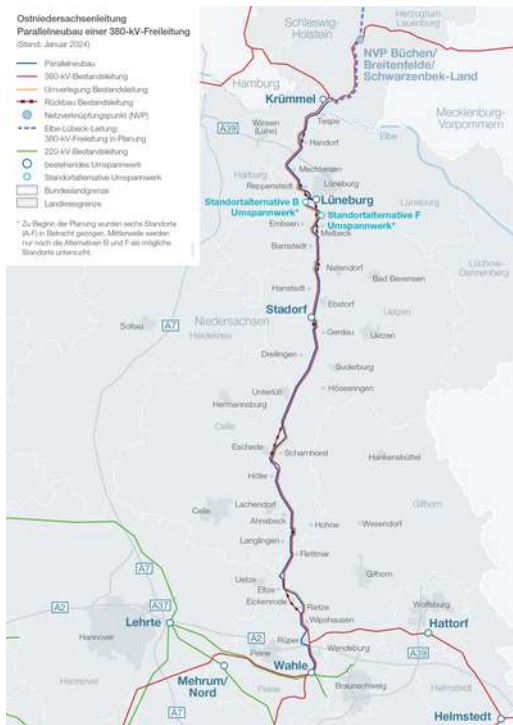 Ostniedersachsenleitung
Parallelneubau einer 380-kV-Freileitung
(Stand: Januar 2024)
Parallelneubau
380-kV-Bestandsleitung
Umverlegung Bestandsleitung
Rückbau Bestandsleitung
Netzverknüpfungspunkt (NVP)
Elbe-Lübeck-Leitung:
380-kV-Freileitung in Planung
220-kV-Bestandsleitung
bestehendes Umspannwerk
Standortalternative Umspannwerk
Bundeslandgrenze
Landkreisgrenze
* Zu Beginn der Planung wurden sechs Standorte
(A-F) in Betracht gezogen, Mittlerweile werden
nur noch die Alternativen B und F als mögliche
Standorte untersucht.
Schleswig-
Holstein
Herzogtum
Lauenburg
NVP Büchen/
Breitenfelde/
Schwarzenbek-Land
Hamburg
Krümmel
Mecklenburg-
Vorpommern
Tespe
Elbe
A39
Winsen
(Luhe)
Handorf
Mechtersen
Harburg
Reppenstedt
Lüneburg
Standortalternative B
Umspannwerk*
Lüneburg
Lüneburg
Standortalternative F
Umspannwerk*
Embsen
Melbeck
Barnstedt
Lüchow-
Dannenberg
Natendorf
Bad Bevensen
Hanstedt
Ebstorf
Stadorf
Uelzen
Niedersachsen
Heidekreis
Soltau
A7
Gerdau
Uelzen
Dreilingen
Suderburg
Unterlüß
Hösseringen
Hermannsburg
Celle
Eschede
Scharnhorst
Hankensbüttel
Höfer
Gifhorn
Lachendorf
Celle
Ahnsbeck
Hohne
Wesendorf
Langlingen
Flettmar
A7
Uetze
Gifhorn
Eltze
Eickenrode
Rietze
Wolfsburg
A2
A37
Wipshausen
Lehrte
Hattorf
Hannover
A2
Rüper
Wendeburg
Peine
A39
Wahle
Mehrum/
Nord
Hannover
Peine
Braunschweig
Helmstedt
A7
Helmstedt